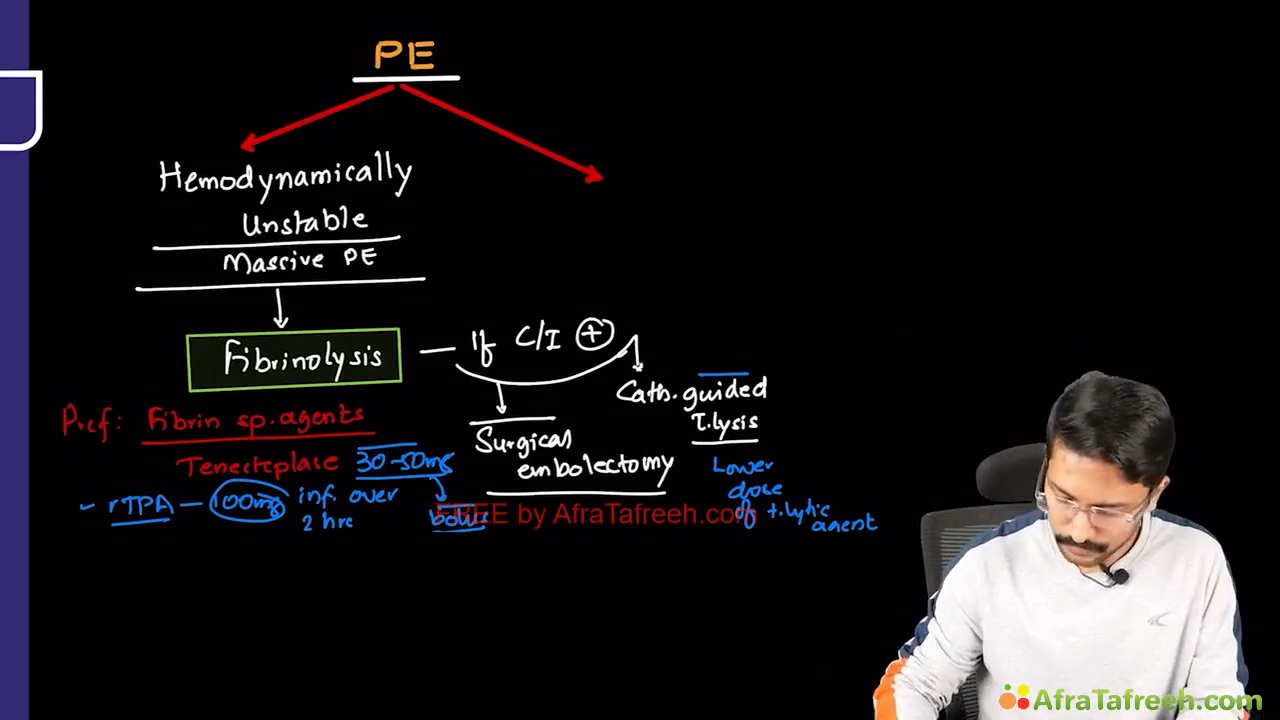 PE
Hemodynamically
Unstable
Massive PE
Fibrinolysis
If C/I +
Cath. guided
T.lysis
Lower
dose
of t.lytic
agent
Surgical
embolectomy
Pref: Fibrin sp. agents
Tenecteplase 30-50mg
bolus
- rTPA - 100mg inf. over
2 hrs
FREE by AfraTafreeh.com
AfraTafreeh.com